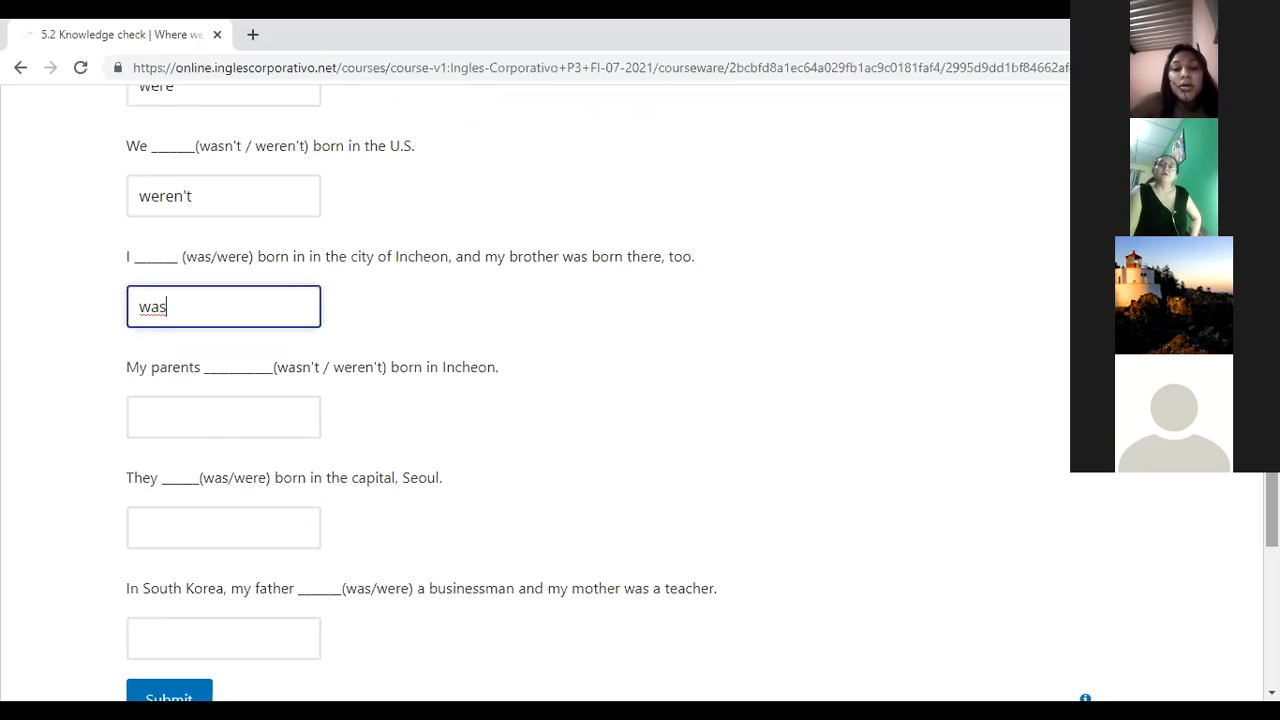 5.2 Knowledge check | Where we
https://online.inglescorporativo.net/courses/course-v1:Ingles-Corporativo+P3+FI-07-2021/courseware/2bcbfd8a1ec64a029fb1ac9c0181faf4/2995d9dd1bf84662af
were
We ______(wasn't / weren't) born in the U.S.
weren't
I ______ (was/were) born in in the city of Incheon, and my brother was born there, too.
was
My parents __________(wasn't / weren't) born in Incheon.
They _____(was/were) born in the capital, Seoul.
In South Korea, my father ______(was/were) a businessman and my mother was a teacher.
Submit